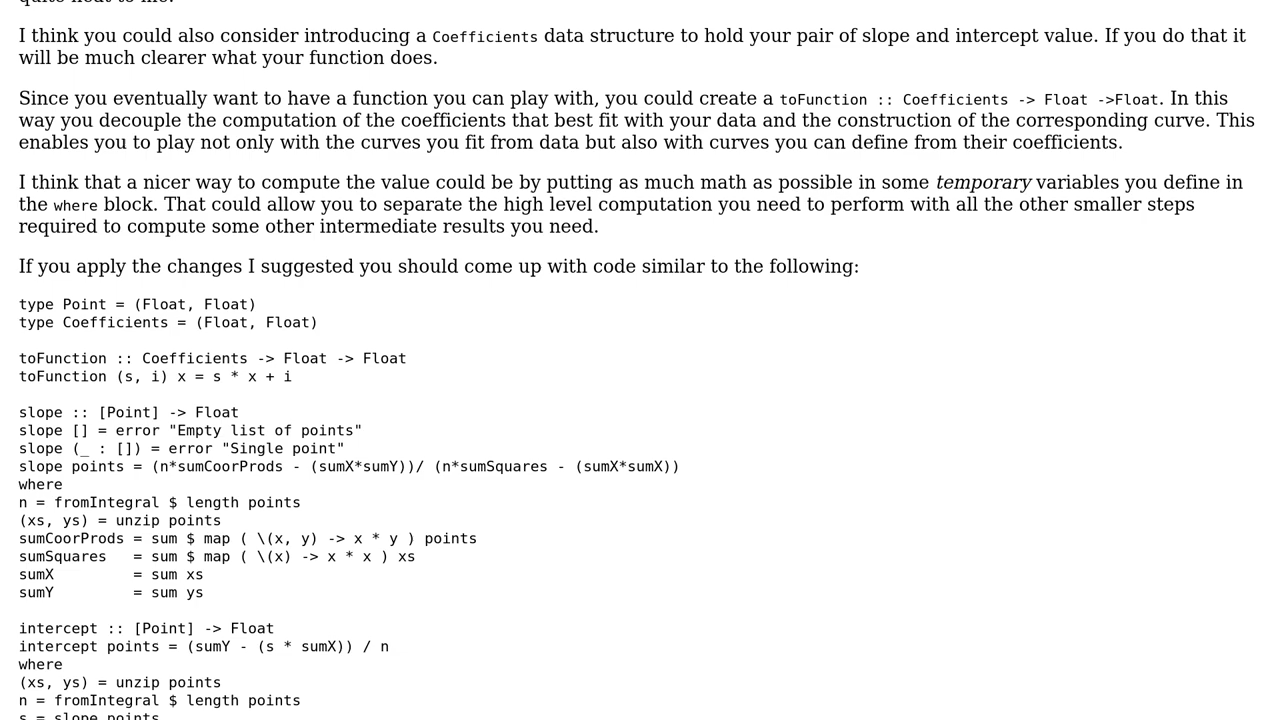 quite neat to me.
I think you could also consider introducing a Coefficients data structure to hold your pair of slope and intercept value. If you do that it
will be much clearer what your function does.
Since you eventually want to have a function you can play with, you could create a toFunction :: Coefficients -> Float ->Float. In this
way you decouple the computation of the coefficients that best fit with your data and the construction of the corresponding curve. This
enables you to play not only with the curves you fit from data but also with curves you can define from their coefficients.
I think that a nicer way to compute the value could be by putting as much math as possible in some temporary variables you define in
the where block. That could allow you to separate the high level computation you need to perform with all the other smaller steps
required to compute some other intermediate results you need.
If you apply the changes I suggested you should come up with code similar to the following:
type Point = (Float, Float)
type Coefficients = (Float, Float)
toFunction :: Coefficients -> Float -> Float
toFunction (s, i) x = s * x + i
slope :: [Point] -> Float
slope [] = error "Empty list of points"
slope (_ : []) = error "Single point"
slope points = (n*sumCoorProds - (sumX*sumY))/ (n*sumSquares - (sumX*sumX))
where
n = fromIntegral $ length points
(xs, ys) = unzip points
sumCoorProds = sum $ map ( \(x, y) -> x * y ) points
sumSquares   = sum $ map ( \(x) -> x * x ) xs
sumX         = sum xs
sumY         = sum ys
intercept :: [Point] -> Float
intercept points = (sumY - (s * sumX)) / n
where
(xs, ys) = unzip points
n = fromIntegral $ length points
s = slope points